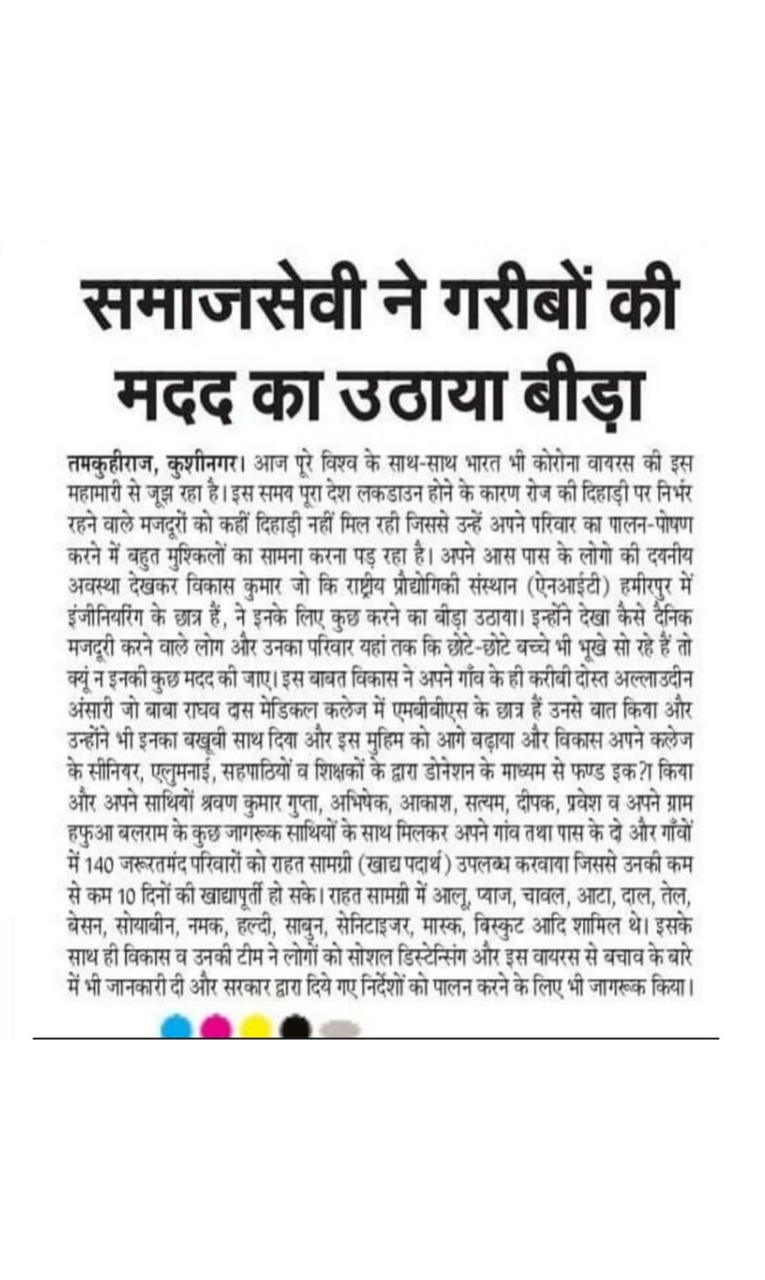 समाजसेवी ने गरीबों की
मदद का उठाया बीड़ा
तमकुहीराज, कुशीनगर। आज पूरे विश्व के साथ-साथ भारत भी कोरोना वायरस की इस
महामारी से जूझ रहा है। इस समय पूरा देश लकडाउन होने के कारण रोज की दिहाड़ी पर निर्भर
रहने वाले मजदूरों को कहीं दिहाड़ी नहीं मिल रही जिससे उन्हें अपने परिवार का पालन-पोषण
करने में बहुत मुश्किलों का सामना करना पड़ रहा है। अपने आस पास के लोगो की दयनीय
अवस्था देखकर विकास कुमार जो कि राष्ट्रीय प्रौद्योगिकी संस्थान (ऐनआईटी) हमीरपुर में
इंजीनियरिंग के छात्र हैं, ने इनके लिए कुछ करने का बीड़ा उठाया। इन्होंने देखा कैसे दैनिक
मजदूरी करने वाले लोग और उनका परिवार यहां तक कि छोटे-छोटे बच्चे भी भूखे सो रहे हैं तो
क्यूं न इनकी कुछ मदद की जाए। इस बाबत विकास ने अपने गाँव के ही करीबी दोस्त अल्लाउदीन
अंसारी जो बाबा राघव दास मेडिकल कलेज में एमबीबीएस के छात्र हैं उनसे बात किया और
उन्होंने भी इनका बखूबी साथ दिया और इस मुहिम को आगे बढ़ाया और विकास अपने कलेज
के सीनियर, एलुमनाई, सहपाठियों व शिक्षकों के द्वारा डोनेशन के माध्यम से फण्ड इक?ा किया
और अपने साथियों श्रवण कुमार गुप्ता, अभिषेक, आकाश, सत्यम, दीपक, प्रवेश व अपने ग्राम
हफुआ बलराम के कुछ जागरूक साथियों के साथ मिलकर अपने गांव तथा पास के दो और गाँवों
में 140 जरूरतमंद परिवारों को राहत सामग्री (खाद्य पदार्थ) उपलब्ध करवाया जिससे उनकी कम
से कम 10 दिनों की खाद्यापूर्ती हो सके। राहत सामग्री में आलू, प्याज, चावल, आटा, दाल, तेल,
बेसन, सोयाबीन, नमक, हल्दी, साबुन, सेनिटाइजर, मास्क, बिस्कुट आदि शामिल थे। इसके
साथ ही विकास व उनकी टीम ने लोगों को सोशल डिस्टेन्सिंग और इस वायरस से बचाव के बारे
में भी जानकारी दी और सरकार द्वारा दिये गए निर्देशों को पालन करने के लिए भी जागरूक किया।